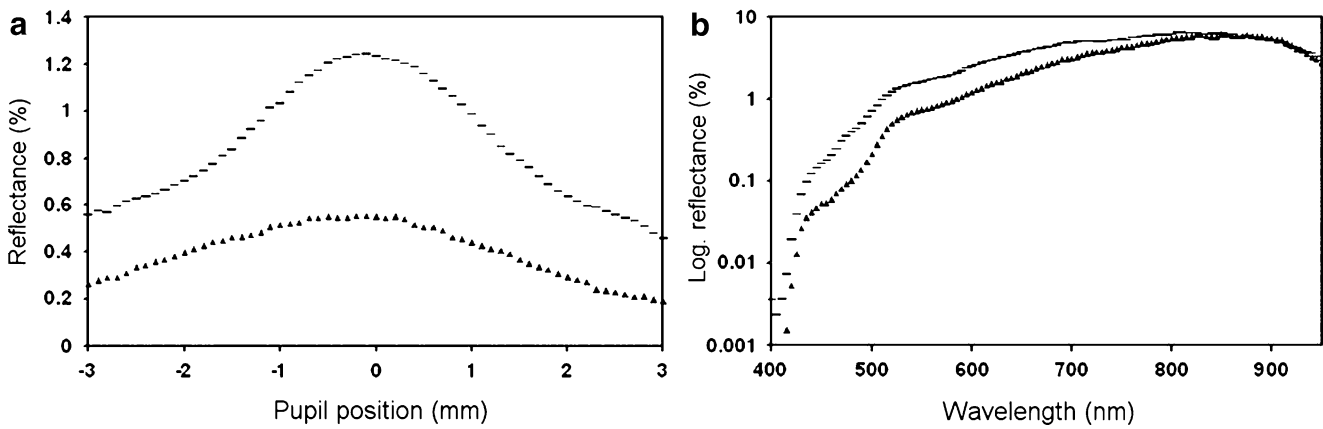 a
1.4
1.2
1
0.8
0.6
0.4
0.2
0
Reflectance (%)
-3 -2 -1 0 1 2 3
Pupil position (mm)
b
10
1
0.1
0.01
0.001
Log. reflectance (%)
400 500 600 700 800 900
Wavelength (nm)